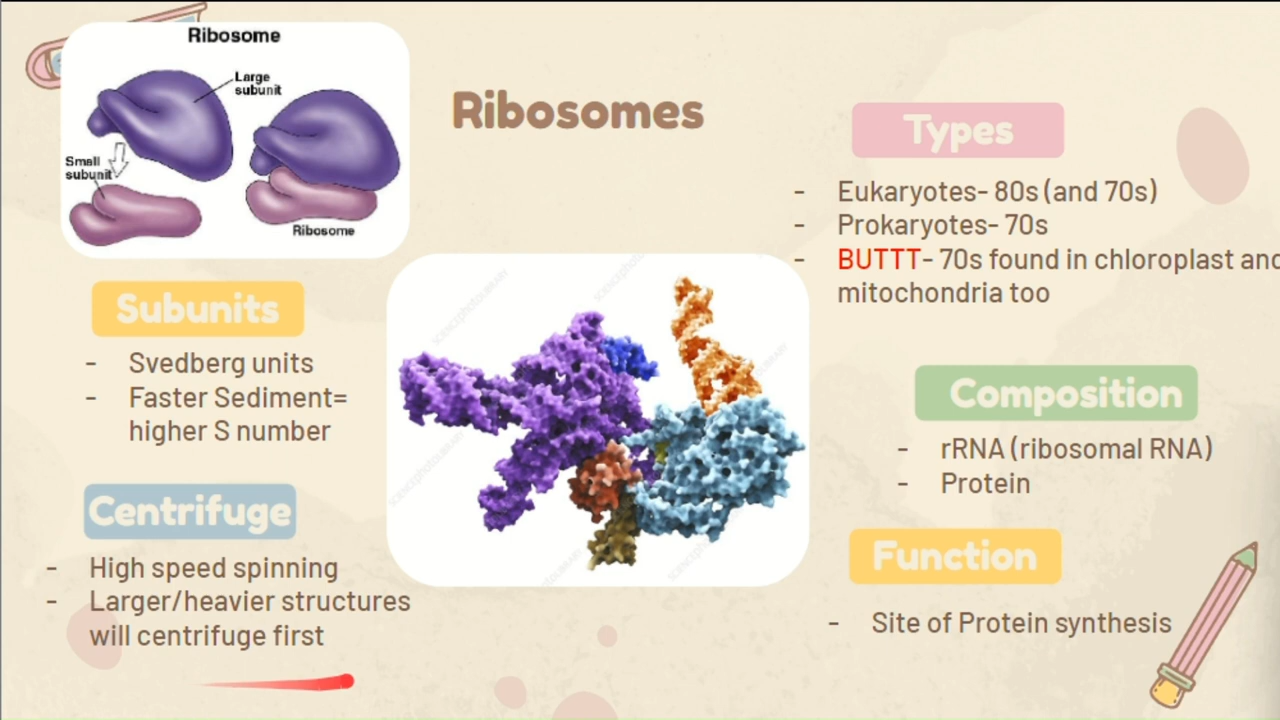 Ribosome
Large
subunit
Small
subunit
Ribosome
Ribosomes
Types
- Eukaryotes- 80s (and 70s)
- Prokaryotes- 70s
- BUTTT- 70s found in chloroplast and
mitochondria too
Subunits
- Svedberg units
- Faster Sediment=
higher S number
Centrifuge
- High speed spinning
- Larger/heavier structures
will centrifuge first
Composition
- rRNA (ribosomal RNA)
- Protein
Function
- Site of Protein synthesis